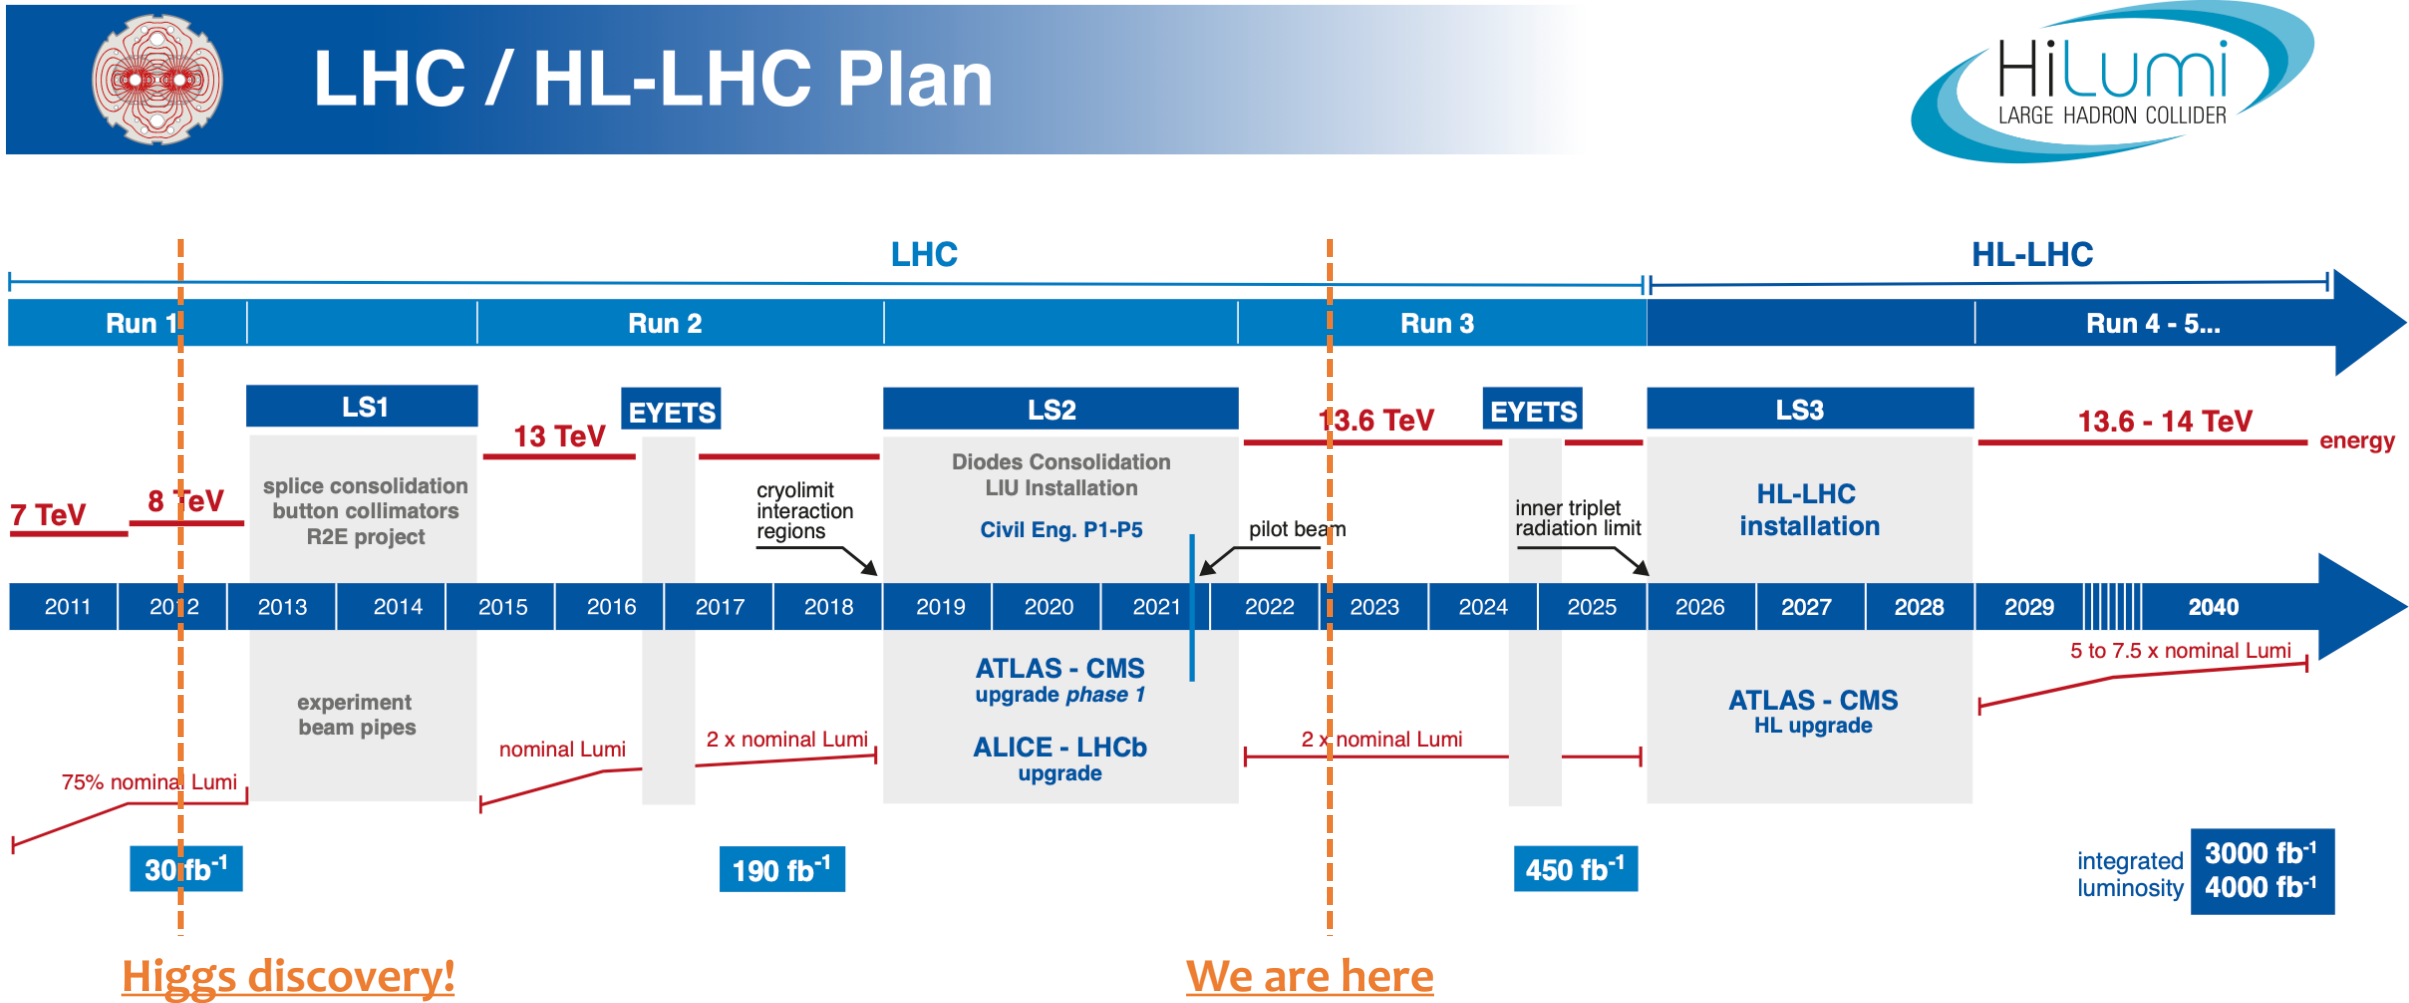 LHC / HL-LHC Plan
HiLumi
LARGE HADRON COLLIDER
LHC
HL-LHC
Run 1
Run 2
Run 3
Run 4 - 5...
LS1
EYETS
LS2
EYETS
LS3
13 TeV
13.6 TeV
13.6 - 14 TeV
energy
7 TeV
8 TeV
splice consolidation
button collimators
R2E project
cryolimit
interaction
regions
Diodes Consolidation
LIU Installation
Civil Eng. P1-P5
pilot beam
inner triplet
radiation limit
HL-LHC
installation
2011
2012
2013
2014
2015
2016
2017
2018
2019
2020
2021
2022
2023
2024
2025
2026
2027
2028
2029
2040
experiment
beam pipes
ATLAS - CMS
upgrade phase 1
ALICE - LHCb
upgrade
ATLAS - CMS
HL upgrade
5 to 7.5 x nominal Lumi
75% nominal Lumi
nominal Lumi
2 x nominal Lumi
2 x nominal Lumi
30 fb-1
190 fb-1
450 fb-1
integrated
luminosity
3000 fb-1
4000 fb-1
Higgs discovery!
We are here